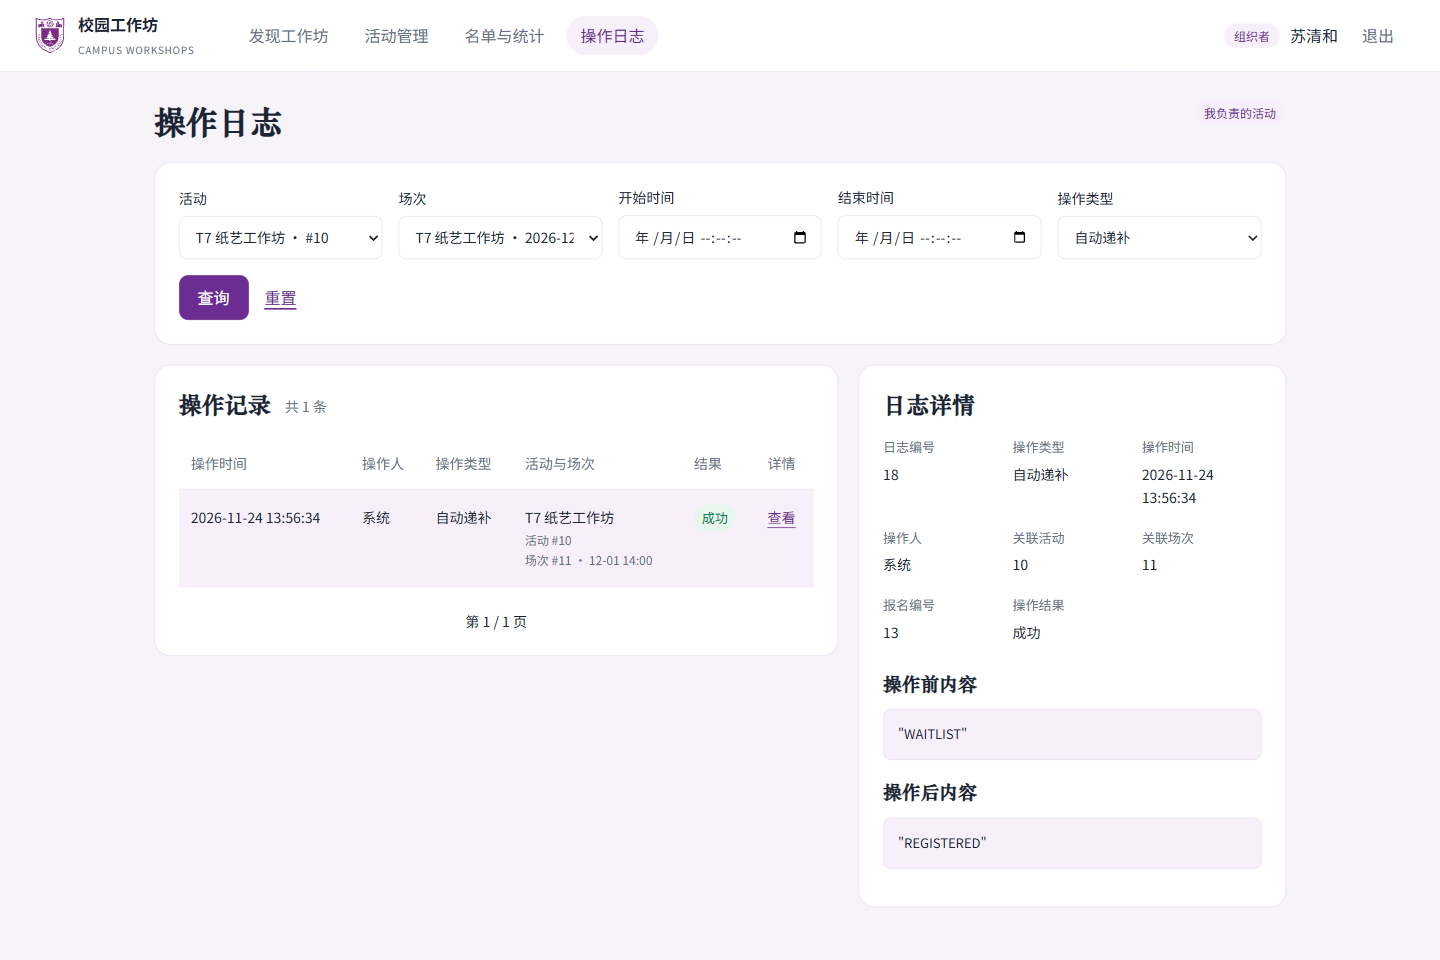 校园工作坊
CAMPUS WORKSHOPS
发现工作坊
活动管理
名单与统计
操作日志
组织者
苏清和
退出
操作日志
我负责的活动
活动
场次
开始时间
结束时间
操作类型
T7 纸艺工作坊 · #10
T7 纸艺工作坊 · 2026-12
年 /月/日 --:--:--
年 /月/日 --:--:--
自动递补
查询
重置
操作记录
共 1 条
操作时间
操作人
操作类型
活动与场次
结果
详情
2026-11-24 13:56:34
系统
自动递补
T7 纸艺工作坊
活动 #10
场次 #11 · 12-01 14:00
成功
查看
第 1 / 1 页
日志详情
日志编号
操作类型
操作时间
18
自动递补
2026-11-24
13:56:34
操作人
关联活动
关联场次
系统
10
11
报名编号
操作结果
13
成功
操作前内容
"WAITLIST"
操作后内容
"REGISTERED"